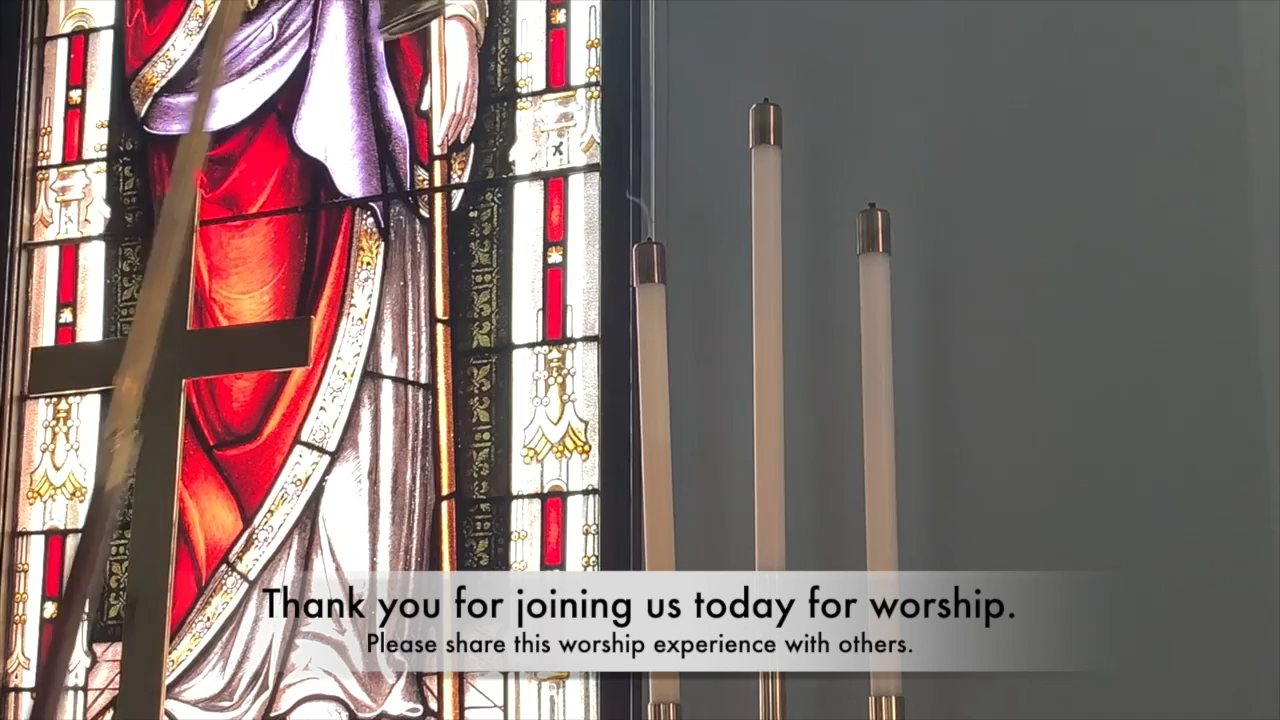 Thank you for joining us today for worship.
Please share this worship experience with others.